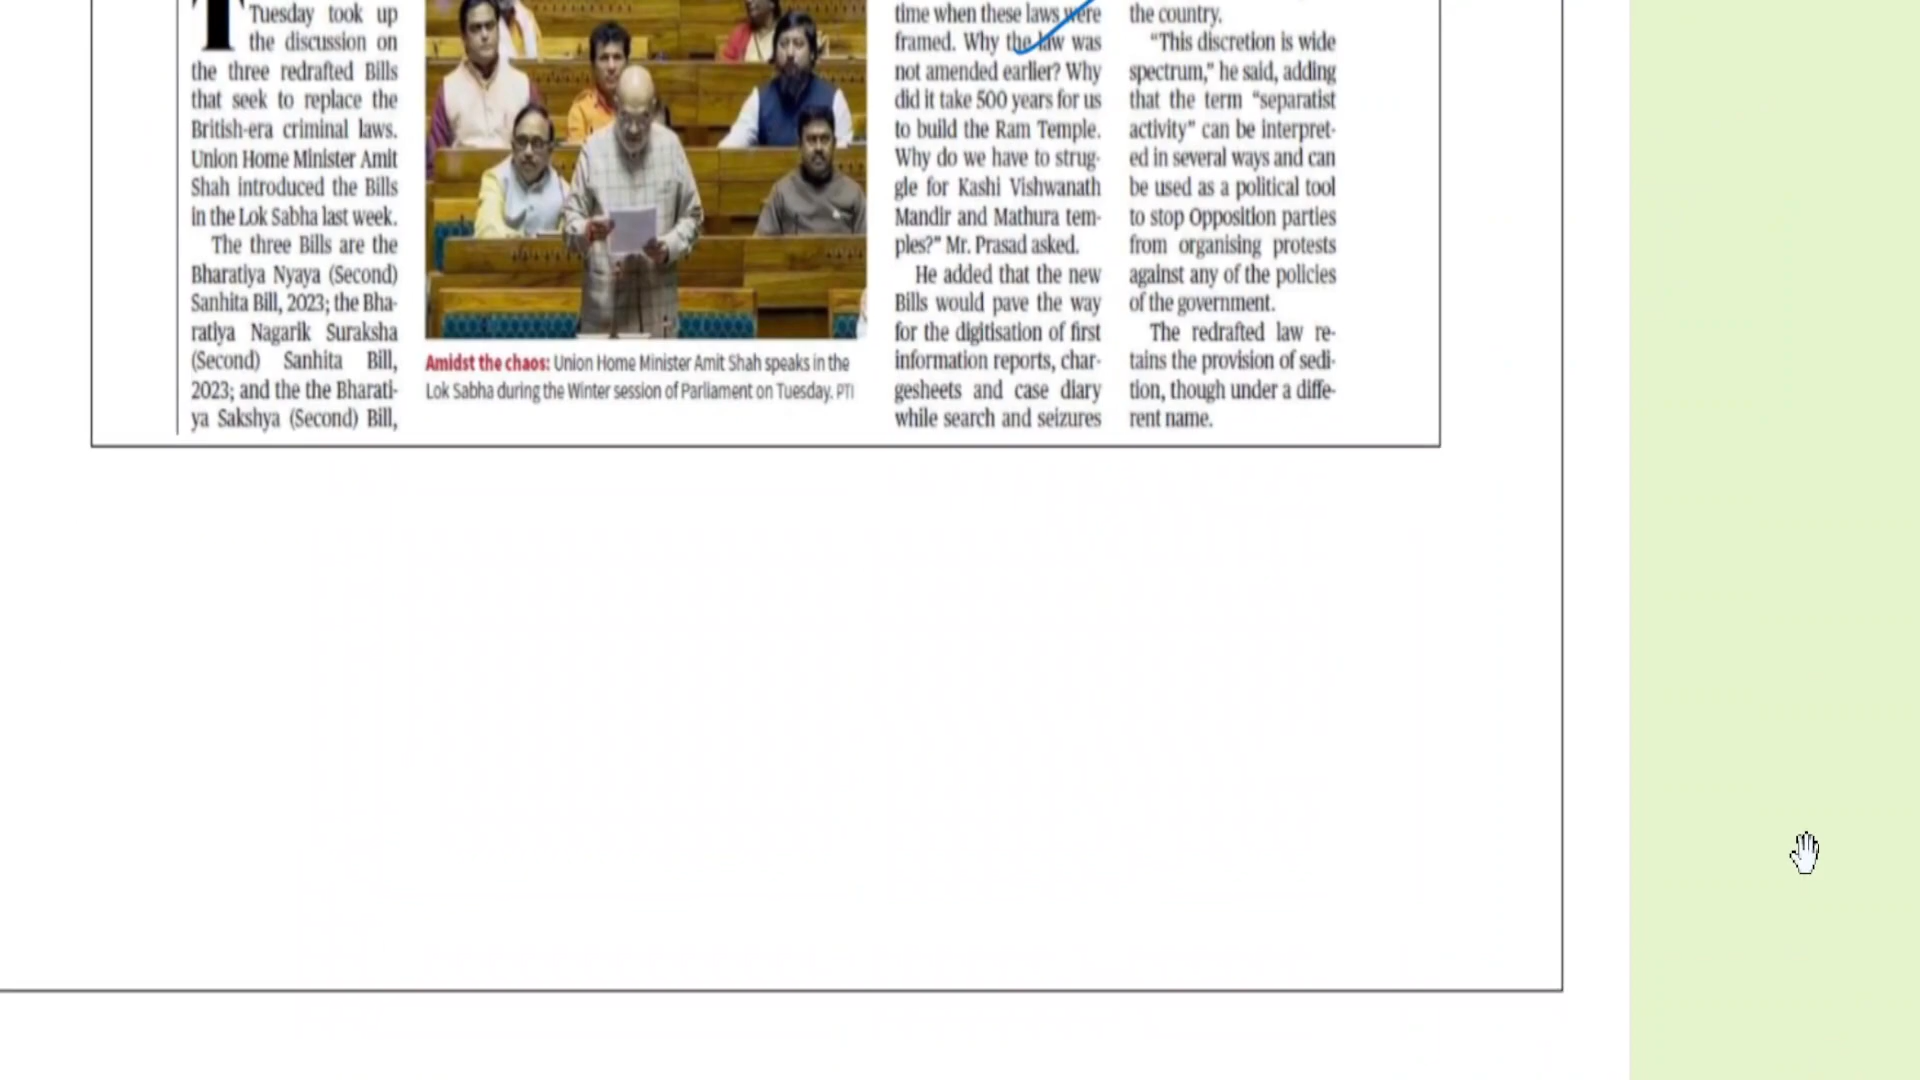 Tuesday took up
the discussion on
the three redrafted Bills
that seek to replace the
British-era criminal laws.
Union Home Minister Amit
Shah introduced the Bills
in the Lok Sabha last week.
The three Bills are the
Bharatiya Nyaya (Second)
Sanhita Bill, 2023; the Bha-
ratiya Nagarik Suraksha
(Second) Sanhita Bill,
2023; and the the Bharati-
ya Sakshya (Second) Bill,
Amidst the chaos: Union Home Minister Amit Shah speaks in the
Lok Sabha during the Winter session of Parliament on Tuesday. PTI
time when these laws were
framed. Why the law was
not amended earlier? Why
did it take 500 years for us
to build the Ram Temple.
Why do we have to strug-
gle for Kashi Vishwanath
Mandir and Mathura tem-
ples?” Mr. Prasad asked.
He added that the new
Bills would pave the way
for the digitisation of first
information reports, char-
gesheets and case diary
while search and seizures
the country.
“This discretion is wide
spectrum,” he said, adding
that the term “separatist
activity” can be interpret-
ed in several ways and can
be used as a political tool
to stop Opposition parties
from organising protests
against any of the policies
of the government.
The redrafted law re-
tains the provision of sedi-
tion, though under a diffe-
rent name.